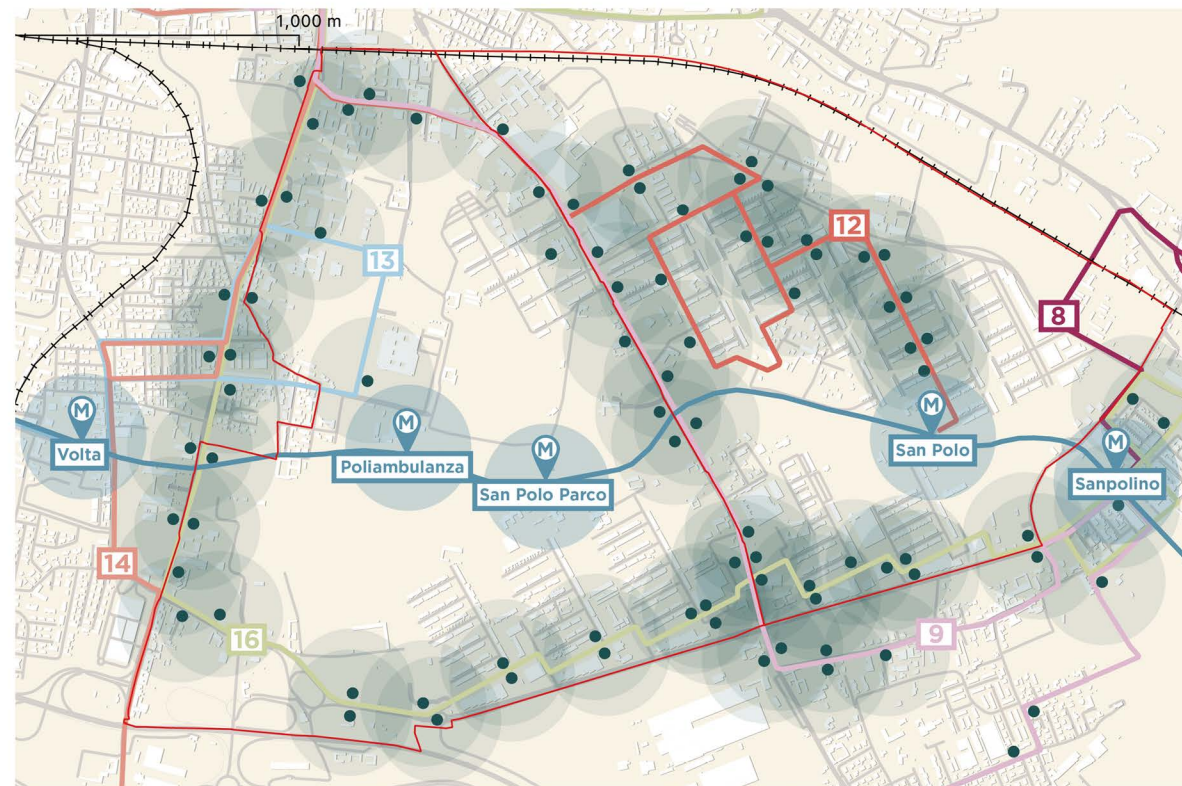 1,000 m
12
13
8
M
M
M
M
M
Volta
Poliambulanza
San Polo
San Polo Parco
Sanpolino
14
16
9